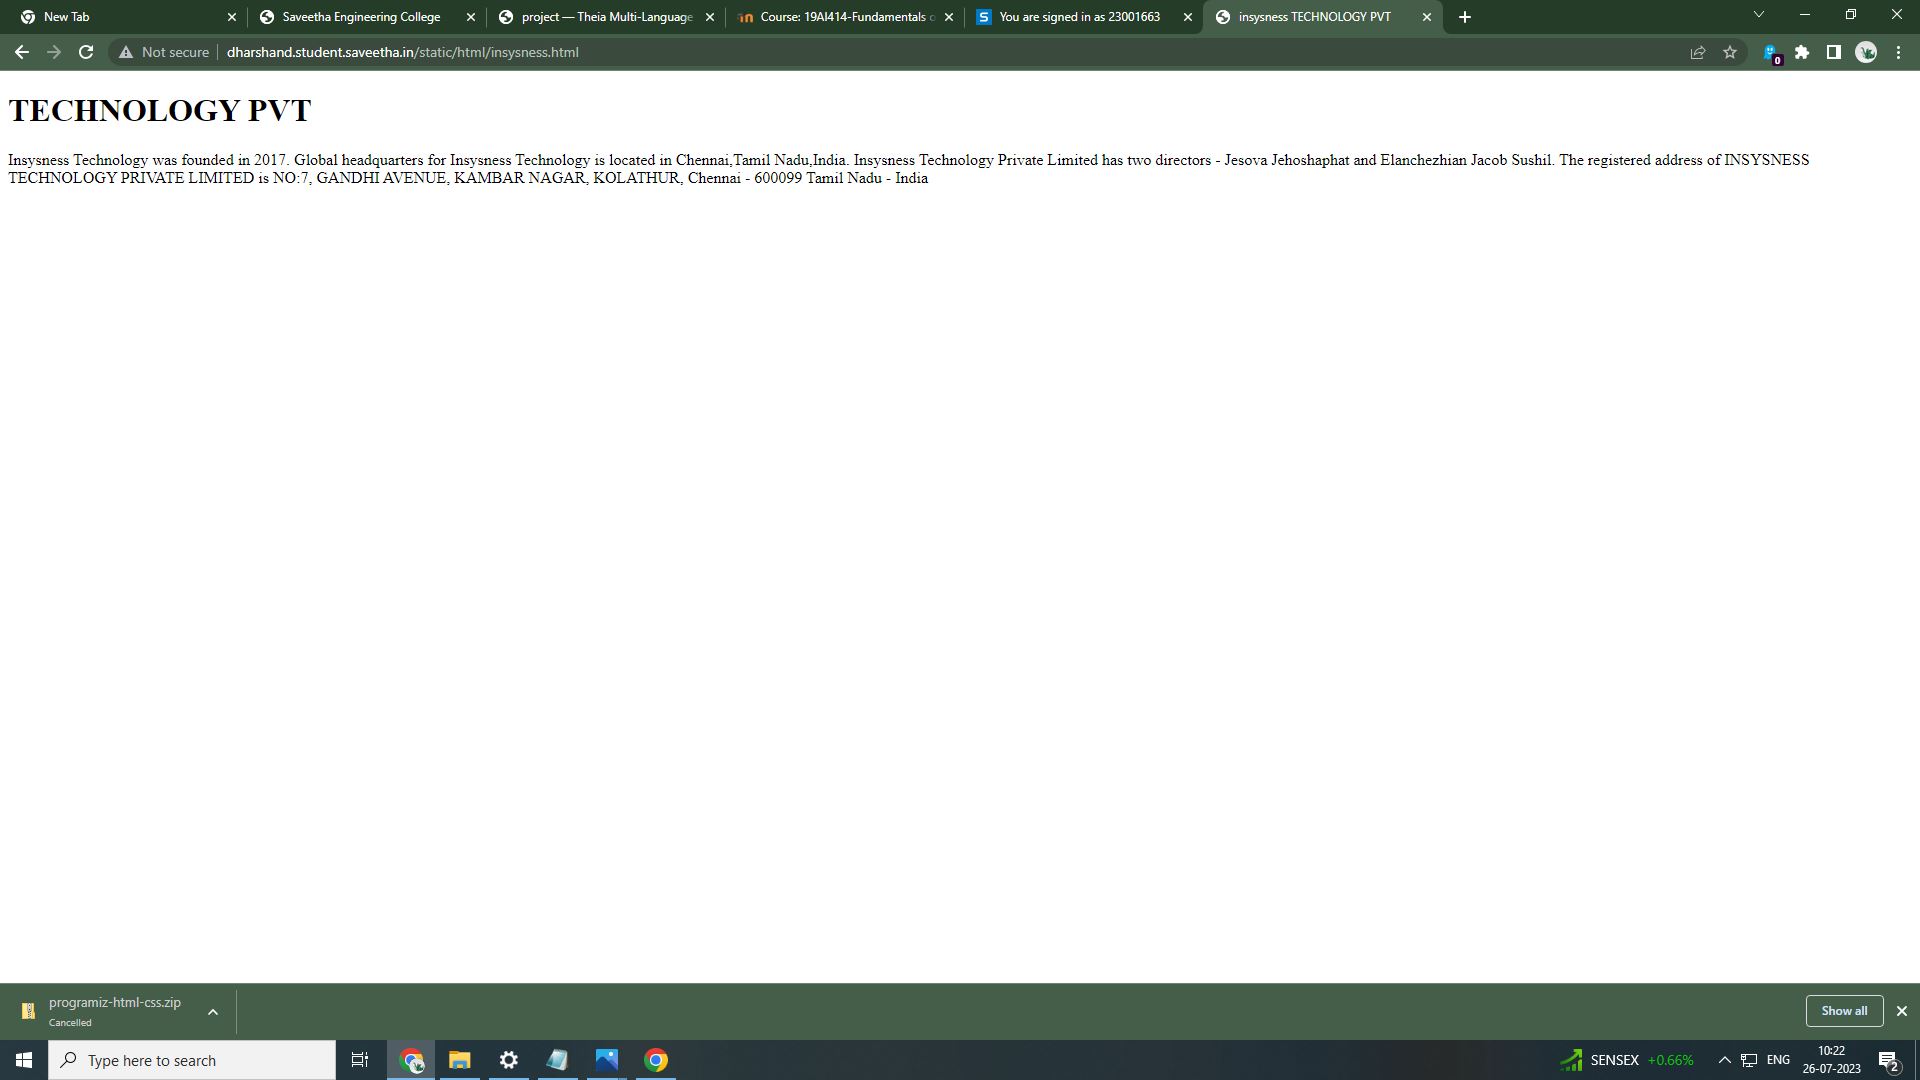 New Tab
Saveetha Engineering College
project — Theia Multi-Language
Course: 19AI414-Fundamentals o
You are signed in as 23001663
insysness TECHNOLOGY PVT
Not secure
dharshand.student.saveetha.in/static/html/insysness.html
0
TECHNOLOGY PVT
Insysness Technology was founded in 2017. Global headquarters for Insysness Technology is located in Chennai,Tamil Nadu,India. Insysness Technology Private Limited has two directors - Jesova Jehoshaphat and Elanchezhian Jacob Sushil. The registered address of INSYSNESS
TECHNOLOGY PRIVATE LIMITED is NO:7, GANDHI AVENUE, KAMBAR NAGAR, KOLATHUR, Chennai - 600099 Tamil Nadu - India
programiz-html-css.zip
Cancelled
Show all
Type here to search
SENSEX +0.66%
ENG
10:22
26-07-2023
2